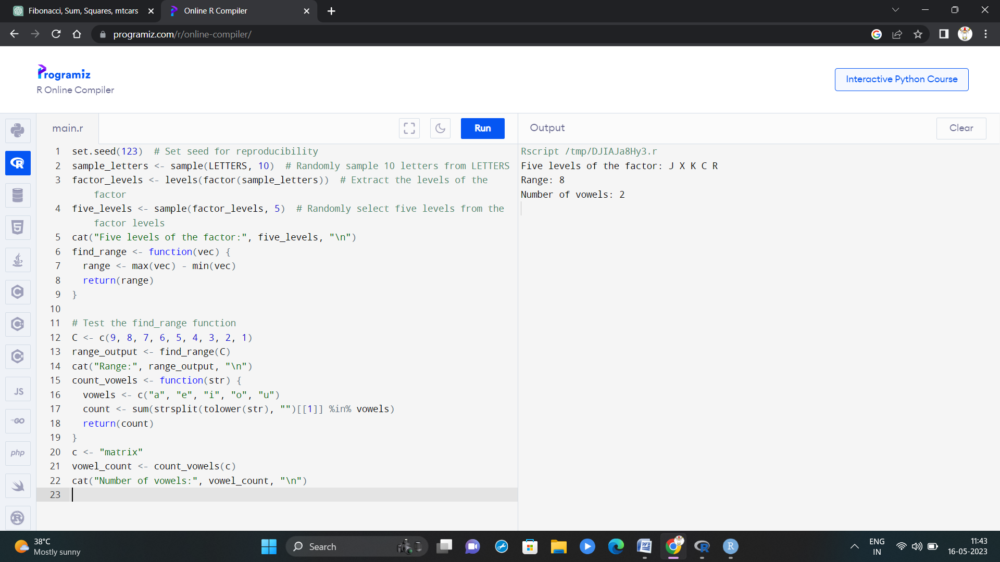 Fibonacci, Sum, Squares, mtcars
Online R Compiler
programiz.com/r/online-compiler/
Programiz
R Online Compiler
Interactive Python Course
main.r
Run
Output
Clear
1 set.seed(123)  # Set seed for reproducibility
2 sample_letters <- sample(LETTERS, 10)  # Randomly sample 10 letters from LETTERS
3 factor_levels <- levels(factor(sample_letters))  # Extract the levels of the
factor
4 five_levels <- sample(factor_levels, 5)  # Randomly select five levels from the
factor levels
5 cat("Five levels of the factor:", five_levels, "\n")
6 find_range <- function(vec) {
7   range <- max(vec) - min(vec)
8   return(range)
9 }
10
11 # Test the find_range function
12 C <- c(9, 8, 7, 6, 5, 4, 3, 2, 1)
13 range_output <- find_range(C)
14 cat("Range:", range_output, "\n")
15 count_vowels <- function(str) {
16   vowels <- c("a", "e", "i", "o", "u")
17   count <- sum(strsplit(tolower(str), "")[[1]] %in% vowels)
18   return(count)
19 }
20 c <- "matrix"
21 vowel_count <- count_vowels(c)
22 cat("Number of vowels:", vowel_count, "\n")
23
Rscript /tmp/DJIAJa8Hy3.r
Five levels of the factor: J X K C R
Range: 8
Number of vowels: 2
JS
GO
php
38°C
Mostly sunny
Search
ENG
IN
11:43
16-05-2023